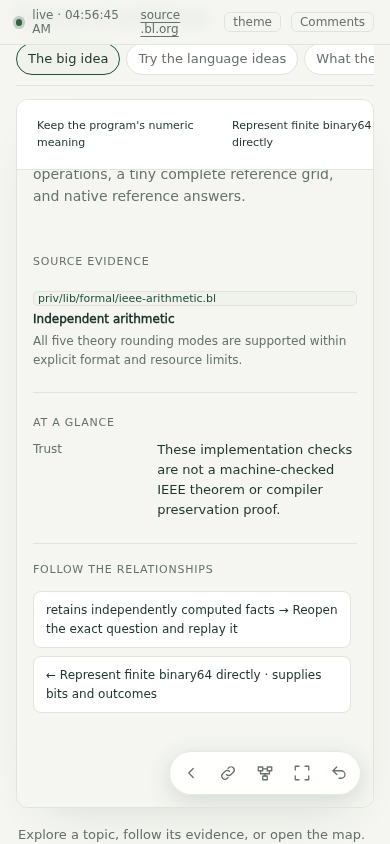 live · 04:56:45 AM
source .bl.org
theme
Comments
The big idea
Try the language ideas
What the
Keep the program's numeric meaning
Represent finite binary64 directly
operations, a tiny complete reference grid,
and native reference answers.
SOURCE EVIDENCE
priv/lib/formal/ieee-arithmetic.bl
Independent arithmetic
All five theory rounding modes are supported within
explicit format and resource limits.
AT A GLANCE
Trust
These implementation checks
are not a machine-checked
IEEE theorem or compiler
preservation proof.
FOLLOW THE RELATIONSHIPS
retains independently computed facts → Reopen
the exact question and replay it
← Represent finite binary64 directly · supplies
bits and outcomes
Explore a topic, follow its evidence, or open the map.